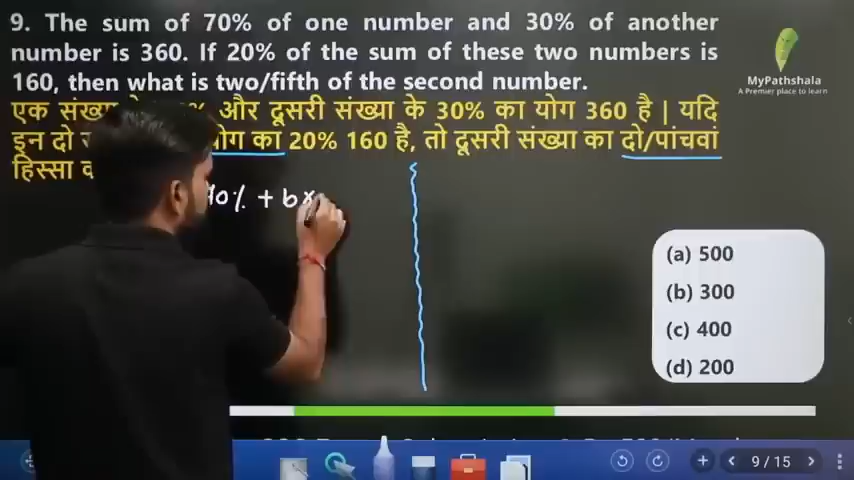 9. The sum of 70% of one number and 30% of another
number is 360. If 20% of the sum of these two numbers is
160, then what is two/fifth of the second number.
एक और दूसरी संख्या के 30% का योग 360 है | यदि
इन दो योग का 20% 160 है, तो दूसरी संख्या का दो/पांचवां
हिस्सा
MyPathshala
A Premier place to learn
70% + b×
(a) 500
(b) 300
(c) 400
(d) 200
9 / 15